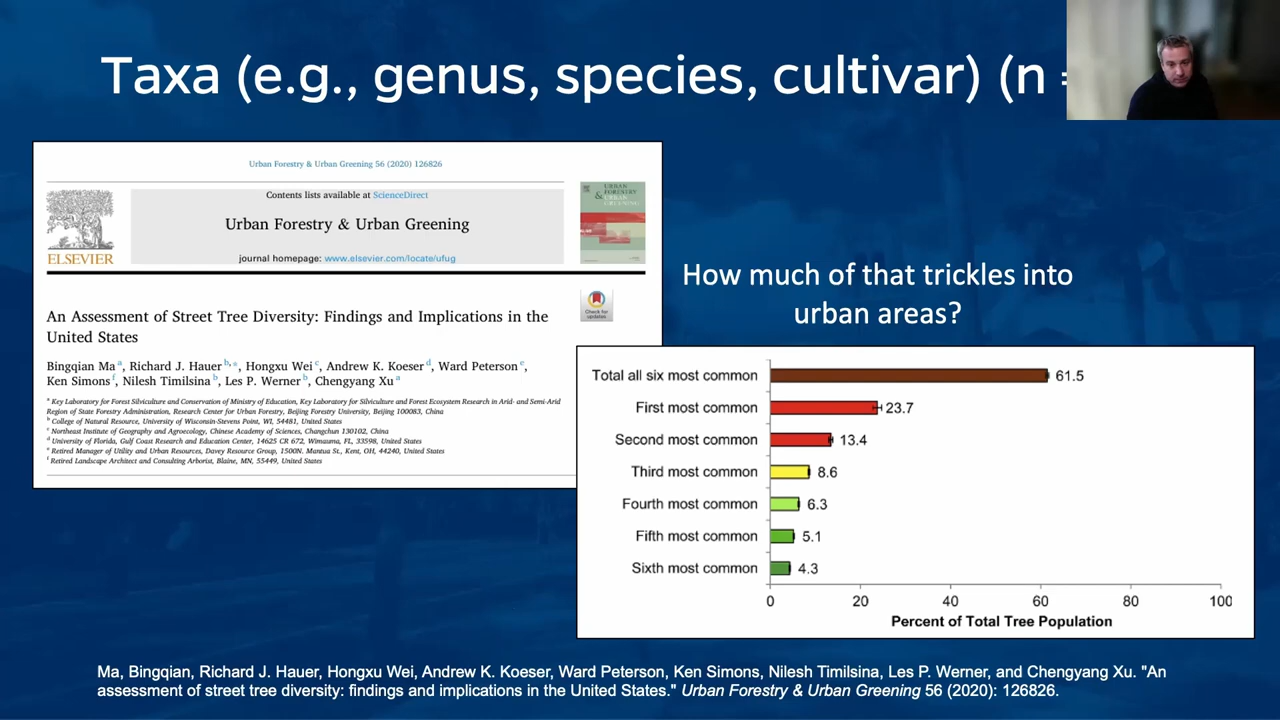 Taxa (e.g., genus, species, cultivar) (n
Urban Forestry & Urban Greening 56 (2020) 126826
Contents lists available at ScienceDirect
Urban Forestry & Urban Greening
journal homepage: www.elsevier.com/locate/ufug
ELSEVIER
URBAN
FORESTRY
& URBAN
GREENING
Check for
updates
An Assessment of Street Tree Diversity: Findings and Implications in the
United States
Bingqian Ma a, Richard J. Hauer b,*, Hongxu Wei c, Andrew K. Koeser d, Ward Peterson e,
Ken Simons f, Nilesh Timilsina b, Les P. Werner b, Chengyang Xu a
a Key Laboratory for Forest Silviculture and Conservation of Ministry of Education, Key Laboratory for Silviculture and Forest Ecosystem Research in Arid- and Semi-Arid
Region of State Forestry Administration, Research Center for Urban Forestry, Beijing Forestry University, Beijing 100083, China
b College of Natural Resource, University of Wisconsin-Stevens Point, WI, 54481, United States
c Northeast Institute of Geography and Agroecology, Chinese Academy of Sciences, Changchun 130102, China
d University of Florida, Gulf Coast Research and Education Center, 14625 CR 672, Wimauma, FL, 33598, United States
e Retired Manager of Utility and Urban Resources, Davey Resource Group, 1500N. Mantua St., Kent, OH, 44240, United States
f Retired Landscape Architect and Consulting Arborist, Blaine, MN, 55449, United States
How much of that trickles into
urban areas?
Total all six most common 61.5
First most common 23.7
Second most common 13.4
Third most common 8.6
Fourth most common 6.3
Fifth most common 5.1
Sixth most common 4.3
0 20 40 60 80 100
Percent of Total Tree Population
Ma, Bingqian, Richard J. Hauer, Hongxu Wei, Andrew K. Koeser, Ward Peterson, Ken Simons, Nilesh Timilsina, Les P. Werner, and Chengyang Xu. "An
assessment of street tree diversity: findings and implications in the United States." Urban Forestry & Urban Greening 56 (2020): 126826.